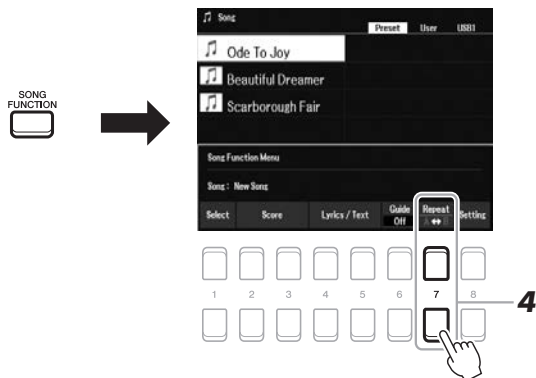 Song
Preset User USB1
Ode To Joy
Beautiful Dreamer
Scarborough Fair
SONG
FUNCTION
Song Function Menu
Song : New Song
Select Score Lyrics / Text Guide Off Repeat A ↔ B Setting
1 2 3 4 5 6 7 8
4